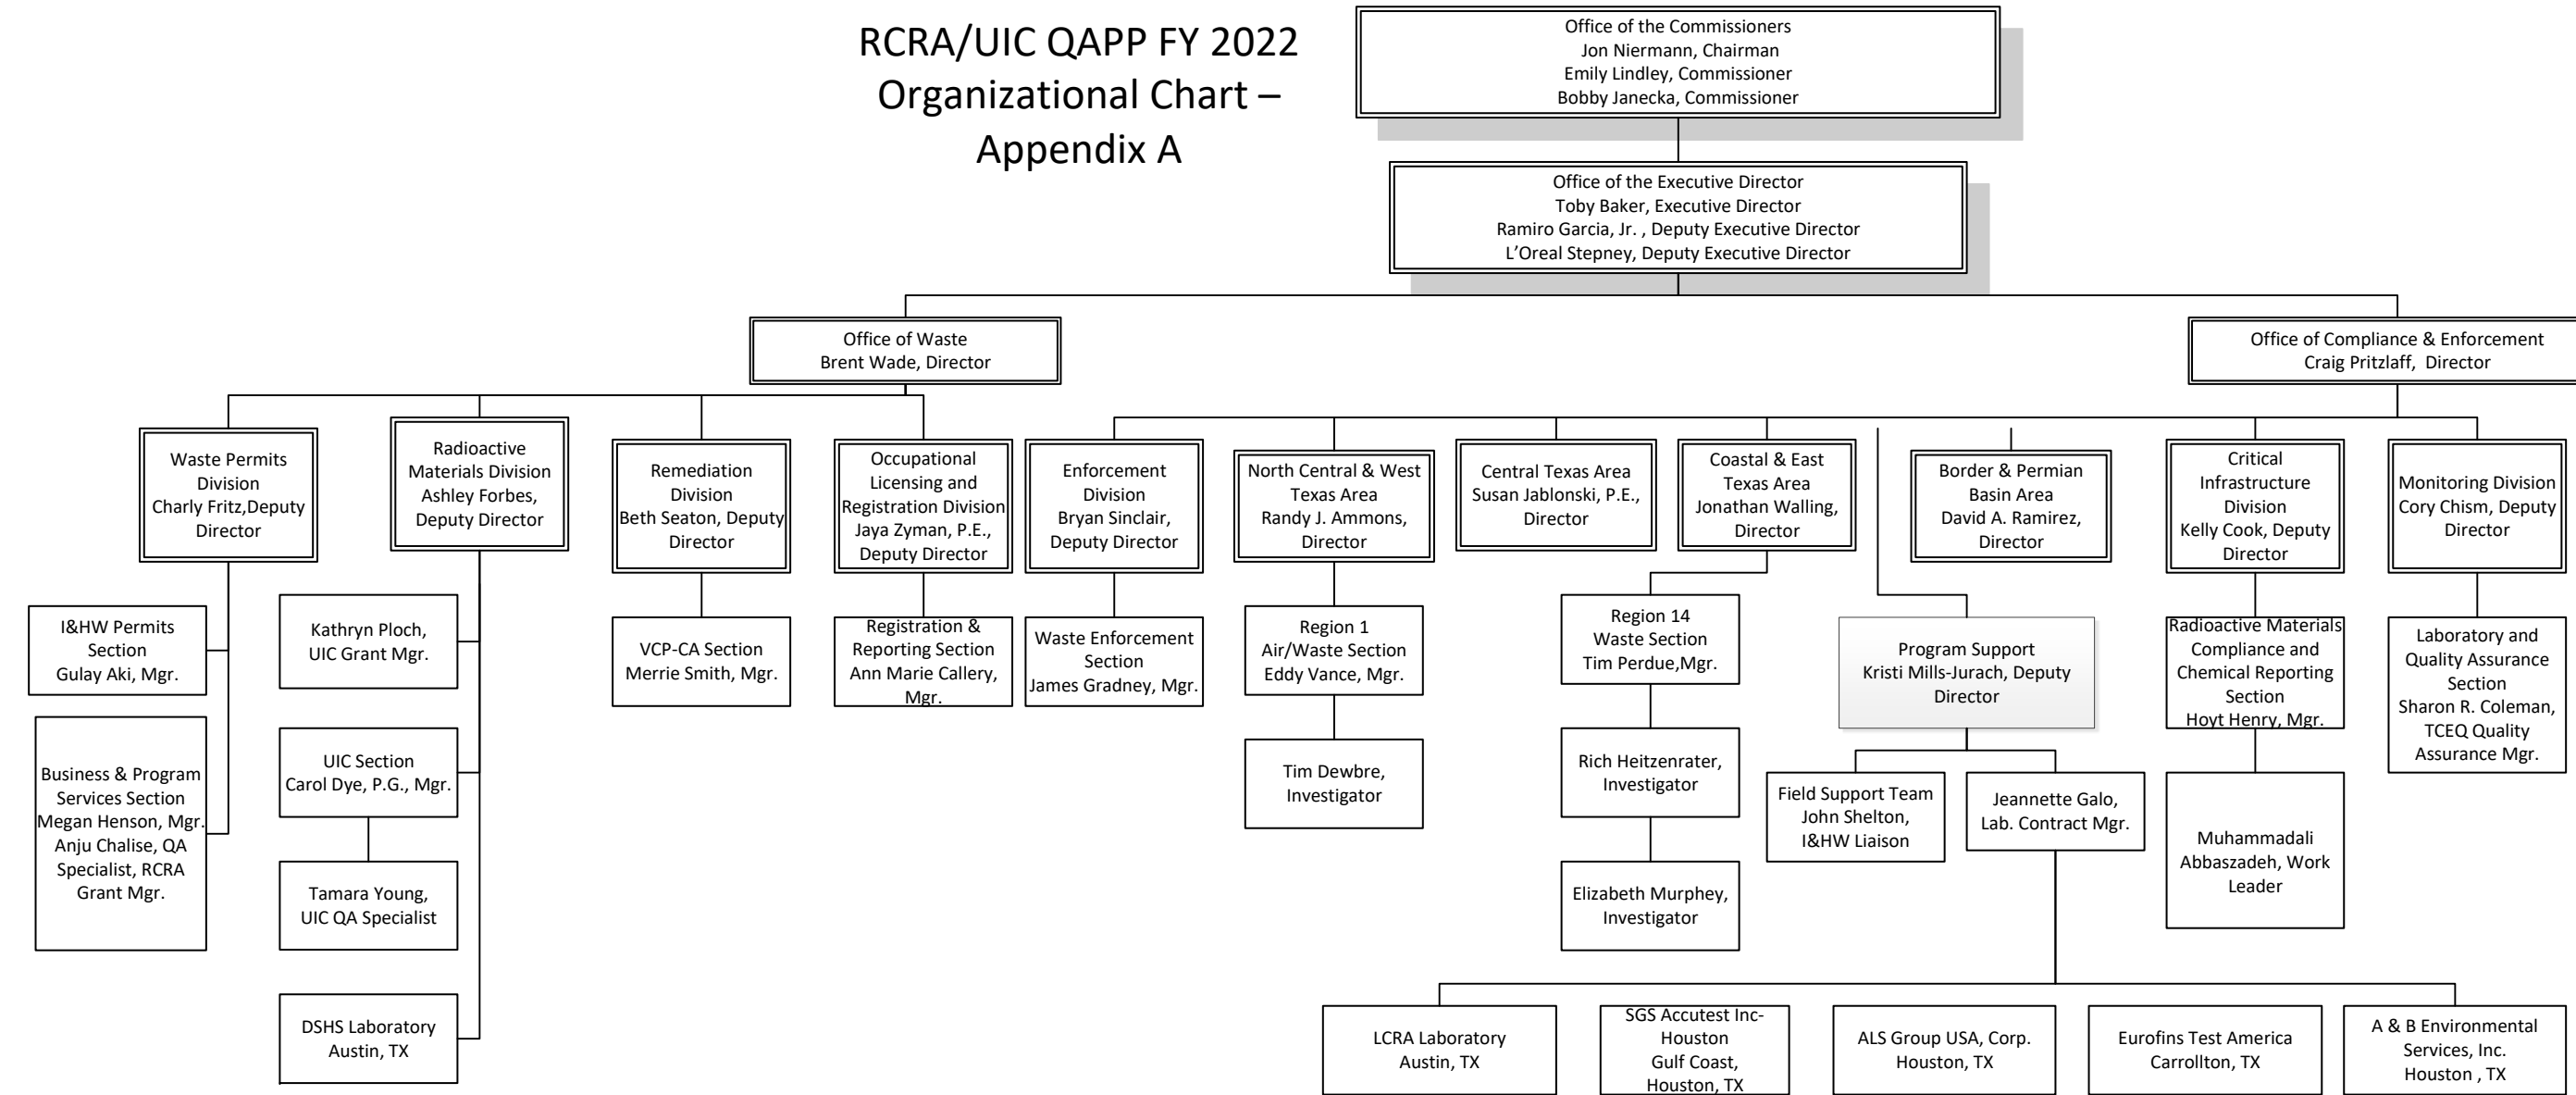 RCRA/UIC QAPP FY 2022
Organizational Chart –
Appendix A
Office of the Commissioners
Jon Niermann, Chairman
Emily Lindley, Commissioner
Bobby Janecka, Commissioner
Office of the Executive Director
Toby Baker, Executive Director
Ramiro Garcia, Jr. , Deputy Executive Director
L’Oreal Stepney, Deputy Executive Director
Office of Waste
Brent Wade, Director
Office of Compliance & Enforcement
Craig Pritzlaff, Director
Waste Permits
Division
Charly Fritz,Deputy
Director
Radioactive
Materials Division
Ashley Forbes,
Deputy Director
Remediation
Division
Beth Seaton, Deputy
Director
Occupational
Licensing and
Registration Division
Jaya Zyman, P.E.,
Deputy Director
Enforcement
Division
Bryan Sinclair,
Deputy Director
North Central & West
Texas Area
Randy J. Ammons,
Director
Central Texas Area
Susan Jablonski, P.E.,
Director
Coastal & East
Texas Area
Jonathan Walling,
Director
Border & Permian
Basin Area
David A. Ramirez,
Director
Critical
Infrastructure
Division
Kelly Cook, Deputy
Director
Monitoring Division
Cory Chism, Deputy
Director
I&HW Permits
Section
Gulay Aki, Mgr.
Kathryn Ploch,
UIC Grant Mgr.
VCP-CA Section
Merrie Smith, Mgr.
Registration &
Reporting Section
Ann Marie Callery,
Mgr.
Waste Enforcement
Section
James Gradney, Mgr.
Region 1
Air/Waste Section
Eddy Vance, Mgr.
Region 14
Waste Section
Tim Perdue,Mgr.
Program Support
Kristi Mills-Jurach, Deputy
Director
Radioactive Materials
Compliance and
Chemical Reporting
Section
Hoyt Henry, Mgr.
Laboratory and
Quality Assurance
Section
Sharon R. Coleman,
TCEQ Quality
Assurance Mgr.
Business & Program
Services Section
Megan Henson, Mgr.
Anju Chalise, QA
Specialist, RCRA
Grant Mgr.
UIC Section
Carol Dye, P.G., Mgr.
Tim Dewbre,
Investigator
Rich Heitzenrater,
Investigator
Field Support Team
John Shelton,
I&HW Liaison
Jeannette Galo,
Lab. Contract Mgr.
Muhammadali
Abbaszadeh, Work
Leader
Tamara Young,
UIC QA Specialist
Elizabeth Murphey,
Investigator
DSHS Laboratory
Austin, TX
LCRA Laboratory
Austin, TX
SGS Accutest Inc-
Houston
Gulf Coast,
Houston, TX
ALS Group USA, Corp.
Houston, TX
Eurofins Test America
Carrollton, TX
A & B Environmental
Services, Inc.
Houston , TX